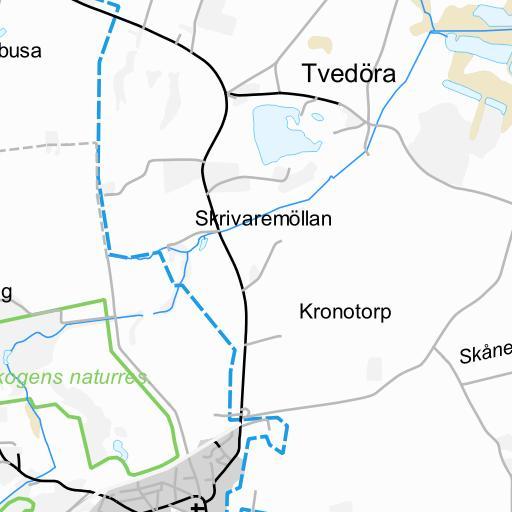 busa
Tvedöra
Skrivaremöllan
g
Kronotorp
Skåne
kogens naturres